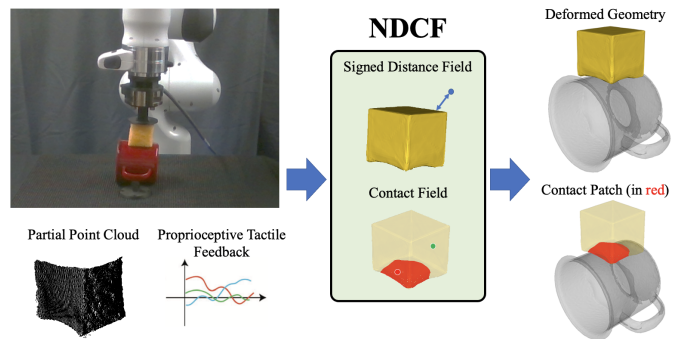 NDCF
Signed Distance Field
Contact Field
Partial Point Cloud
Proprioceptive Tactile
Feedback
Deformed Geometry
Contact Patch (in red)